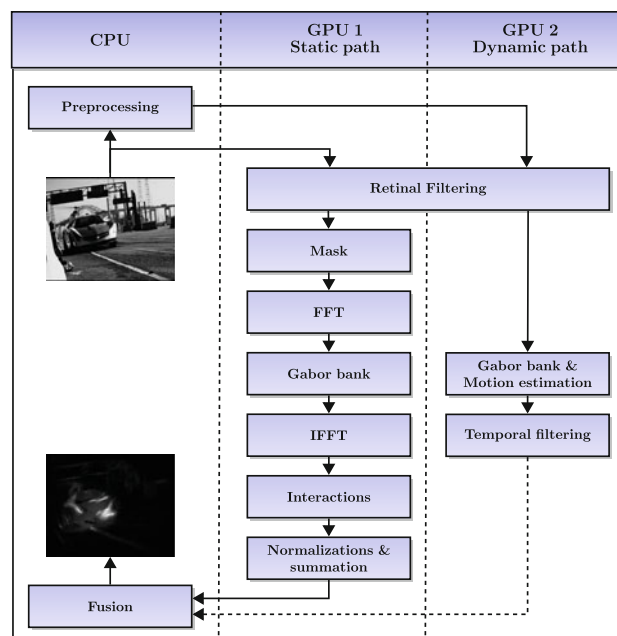 CPU
GPU 1
Static path
GPU 2
Dynamic path
Preprocessing
Retinal Filtering
Mask
FFT
Gabor bank
Gabor bank &
Motion estimation
IFFT
Temporal filtering
Interactions
Normalizations &
summation
Fusion